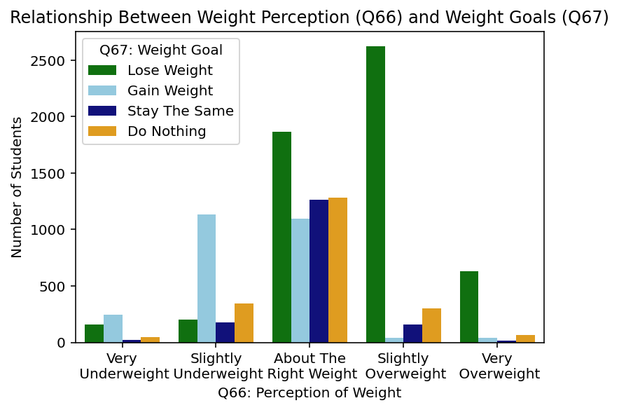 Relationship Between Weight Perception (Q66) and Weight Goals (Q67)
Q67: Weight Goal
Lose Weight
Gain Weight
Stay The Same
Do Nothing
Number of Students
2500
2000
1500
1000
500
0
Very
Underweight
Slightly
Underweight
About The
Right Weight
Slightly
Overweight
Very
Overweight
Q66: Perception of Weight